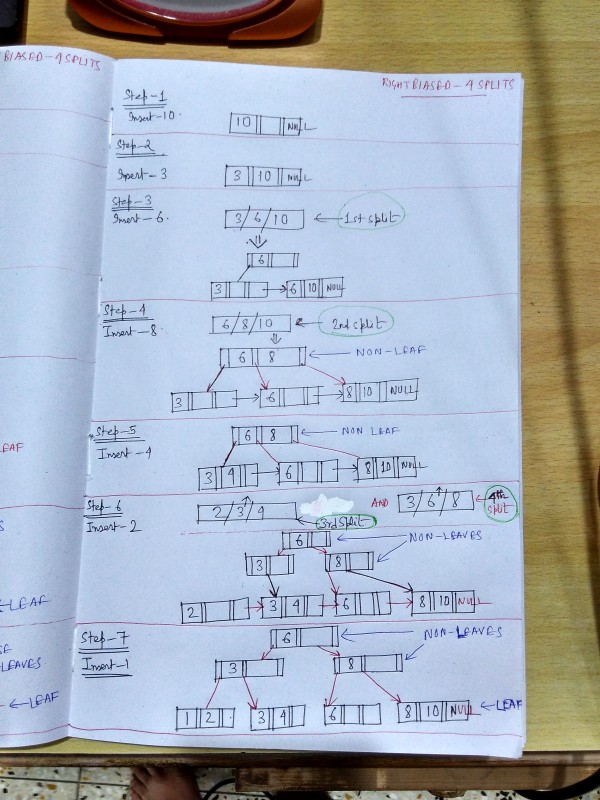 BIASED-4 SPLITS
RIGHT BIASED-4 SPLITS
Step-1
Insert-10.
10 NULL
Step-2
Insert-3
3 10 NULL
Step-3
Insert-6.
3/6/10 1st split
6
3 6 10 NULL
Step-4
Insert-8
6/8/10 2nd split
6 8 NON-LEAF
3 6 8 10 NULL
Step-5
Insert-4
6 8 NON LEAF
3 4 6 8 10 NULL
Step-6
Insert-2
2/3/4 AND 3/6/8 4th split
3rd split
6 NON-LEAVES
3 8
2 3 4 6 8 10 NULL
Step-7
Insert-1
6 NON-LEAVES
3 8
1 2 3 4 6 8 10 NULL LEAF
LEAF
LEAVES
LEAF